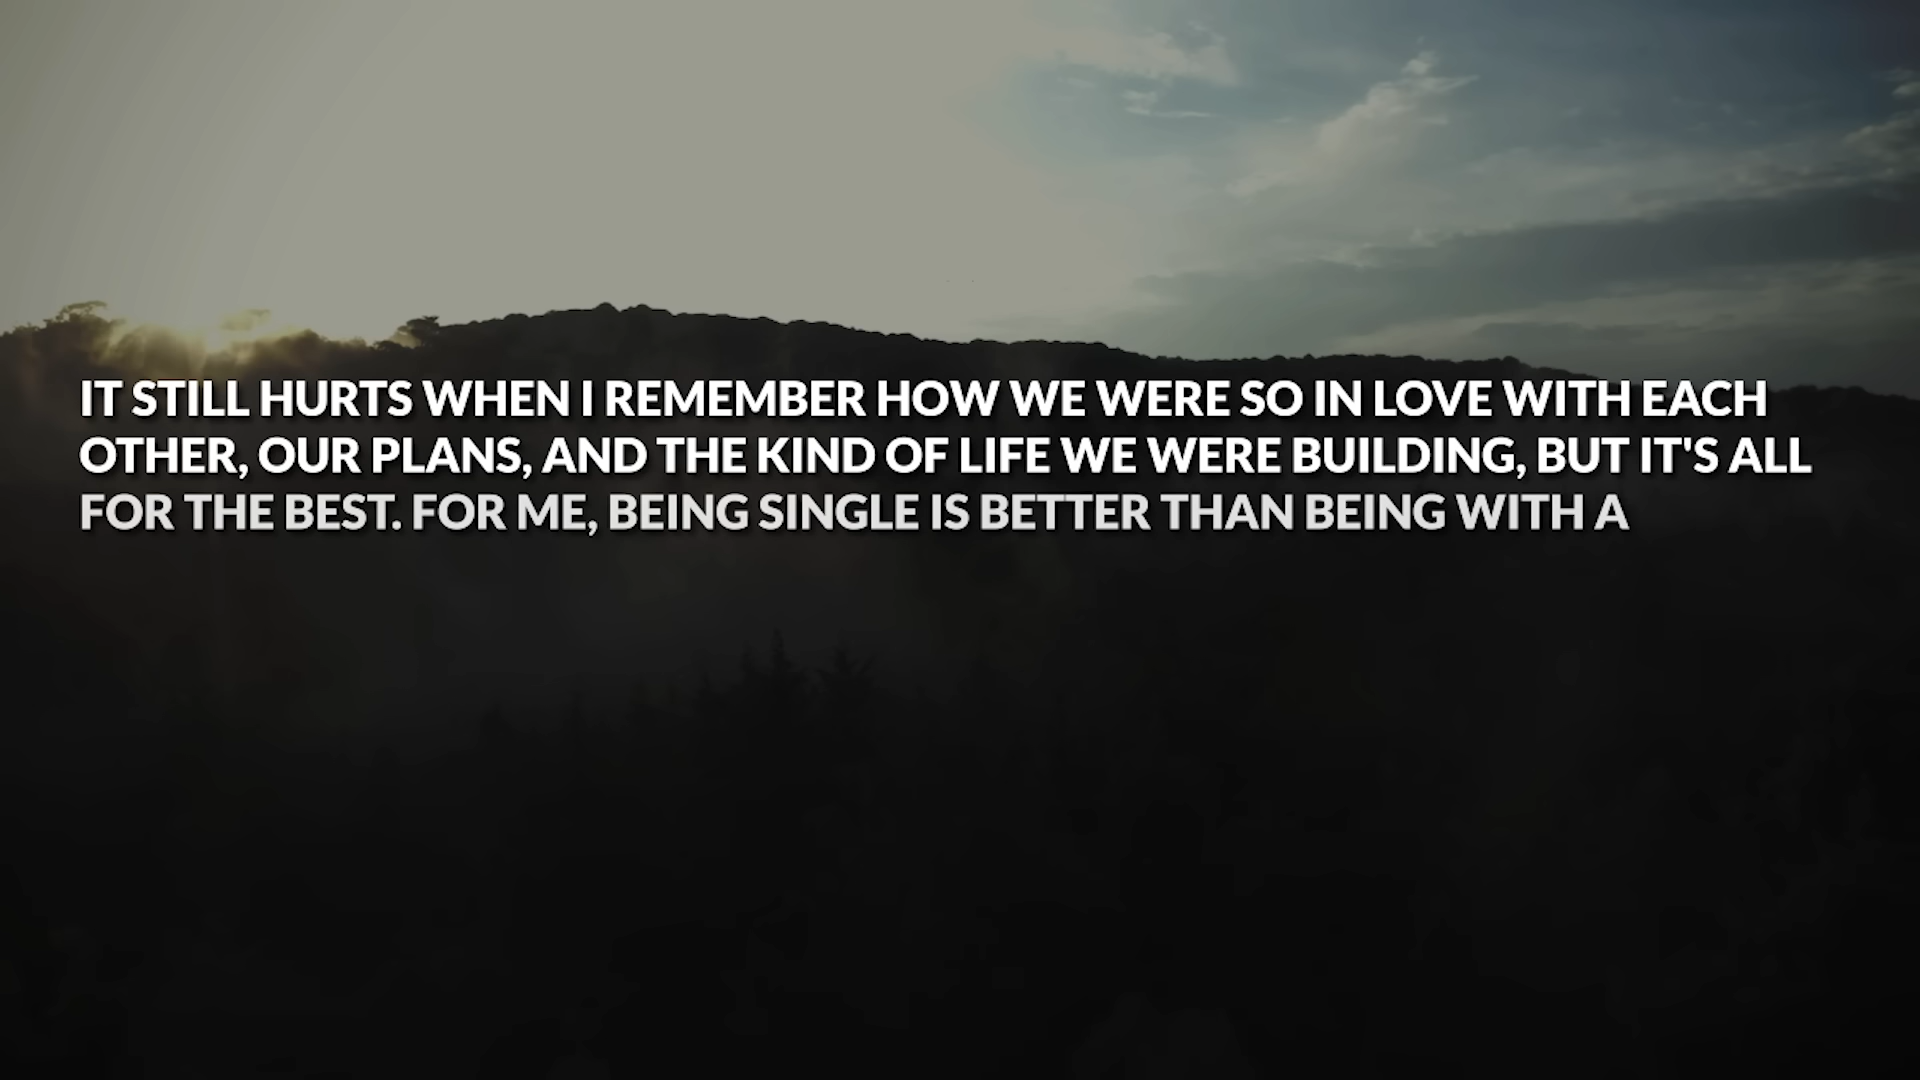 IT STILL HURTS WHEN I REMEMBER HOW WE WERE SO IN LOVE WITH EACH
OTHER, OUR PLANS, AND THE KIND OF LIFE WE WERE BUILDING, BUT IT'S ALL
FOR THE BEST. FOR ME, BEING SINGLE IS BETTER THAN BEING WITH A